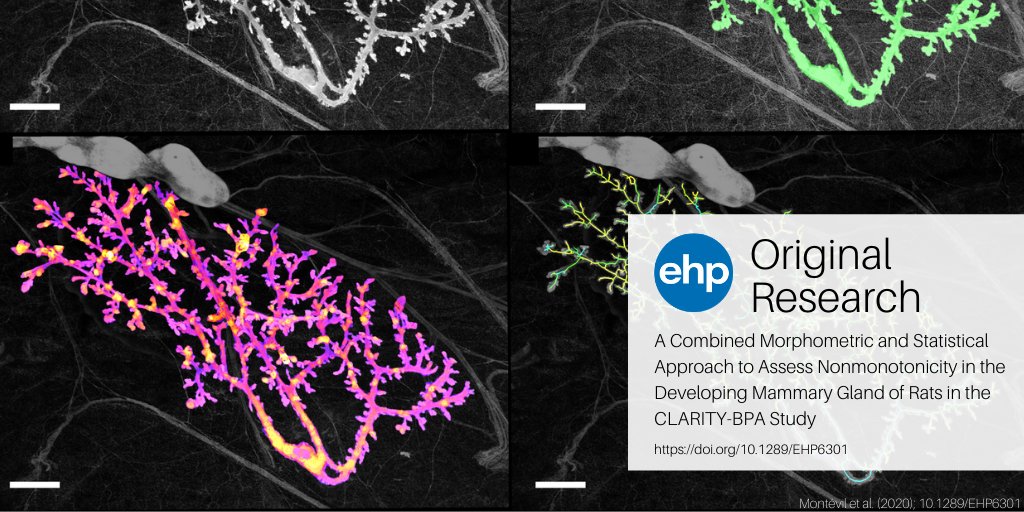 ehp
Original
Research
A Combined Morphometric and Statistical
Approach to Assess Nonmonotonicity in the
Developing Mammary Gland of Rats in the
CLARITY-BPA Study
https://doi.org/10.1289/EHP6301
Montévil et al. (2020); 10.1289/EHP6301